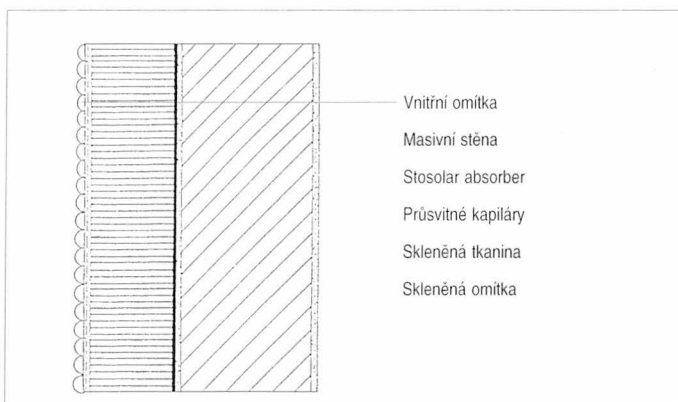 Vnitřní omítka
Masivní stěna
Stosolar absorber
Průsvitné kapiláry
Skleněná tkanina
Skleněná omítka